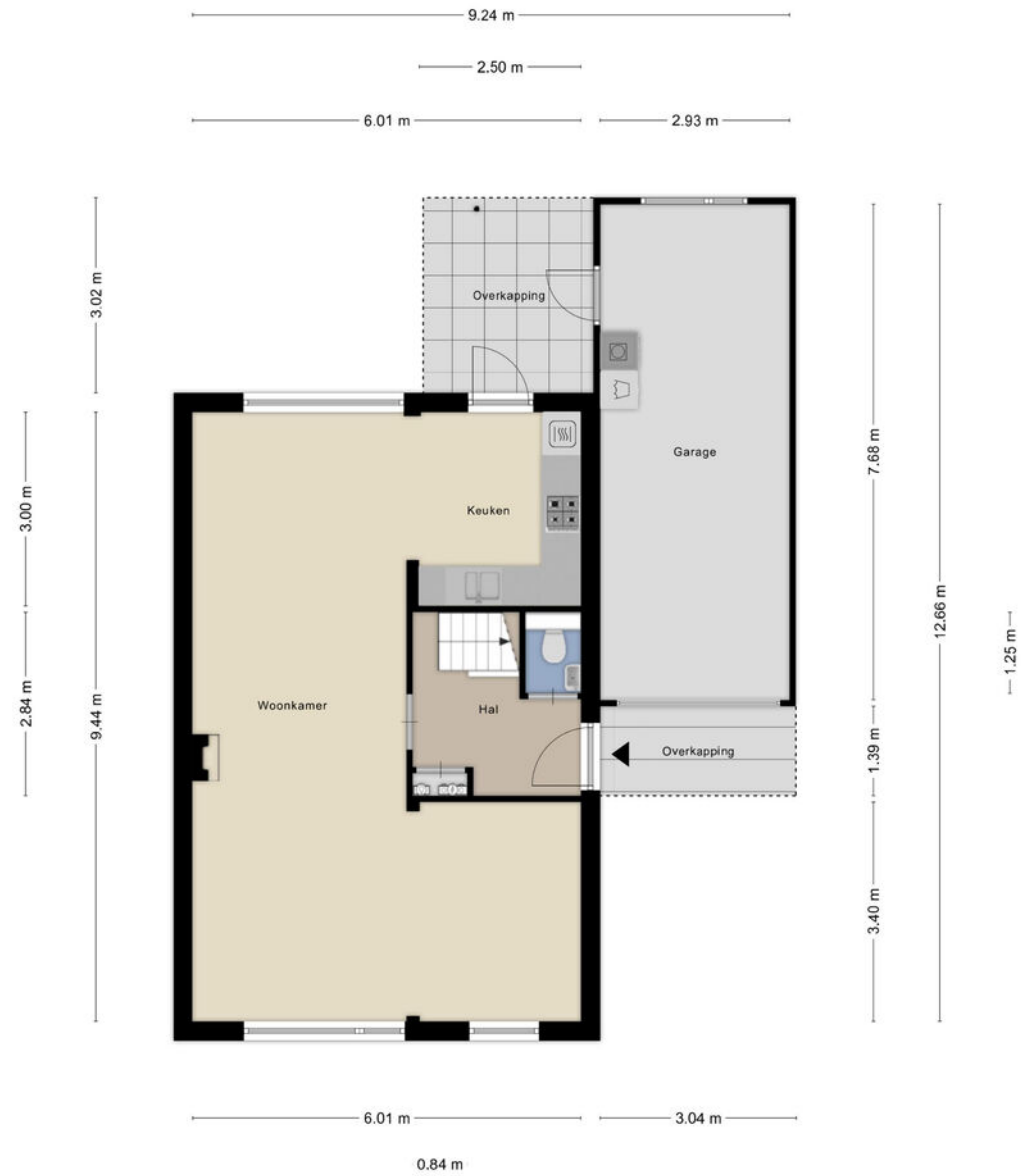 9.24 m
2.50 m
6.01 m
2.93 m
3.02 m
Overkapping
7.68 m
Garage
3.00 m
Keuken
12.66 m
1.25 m
2.84 m
9.44 m
Woonkamer
Hal
Overkapping
1.39 m
3.40 m
6.01 m
3.04 m
0.84 m